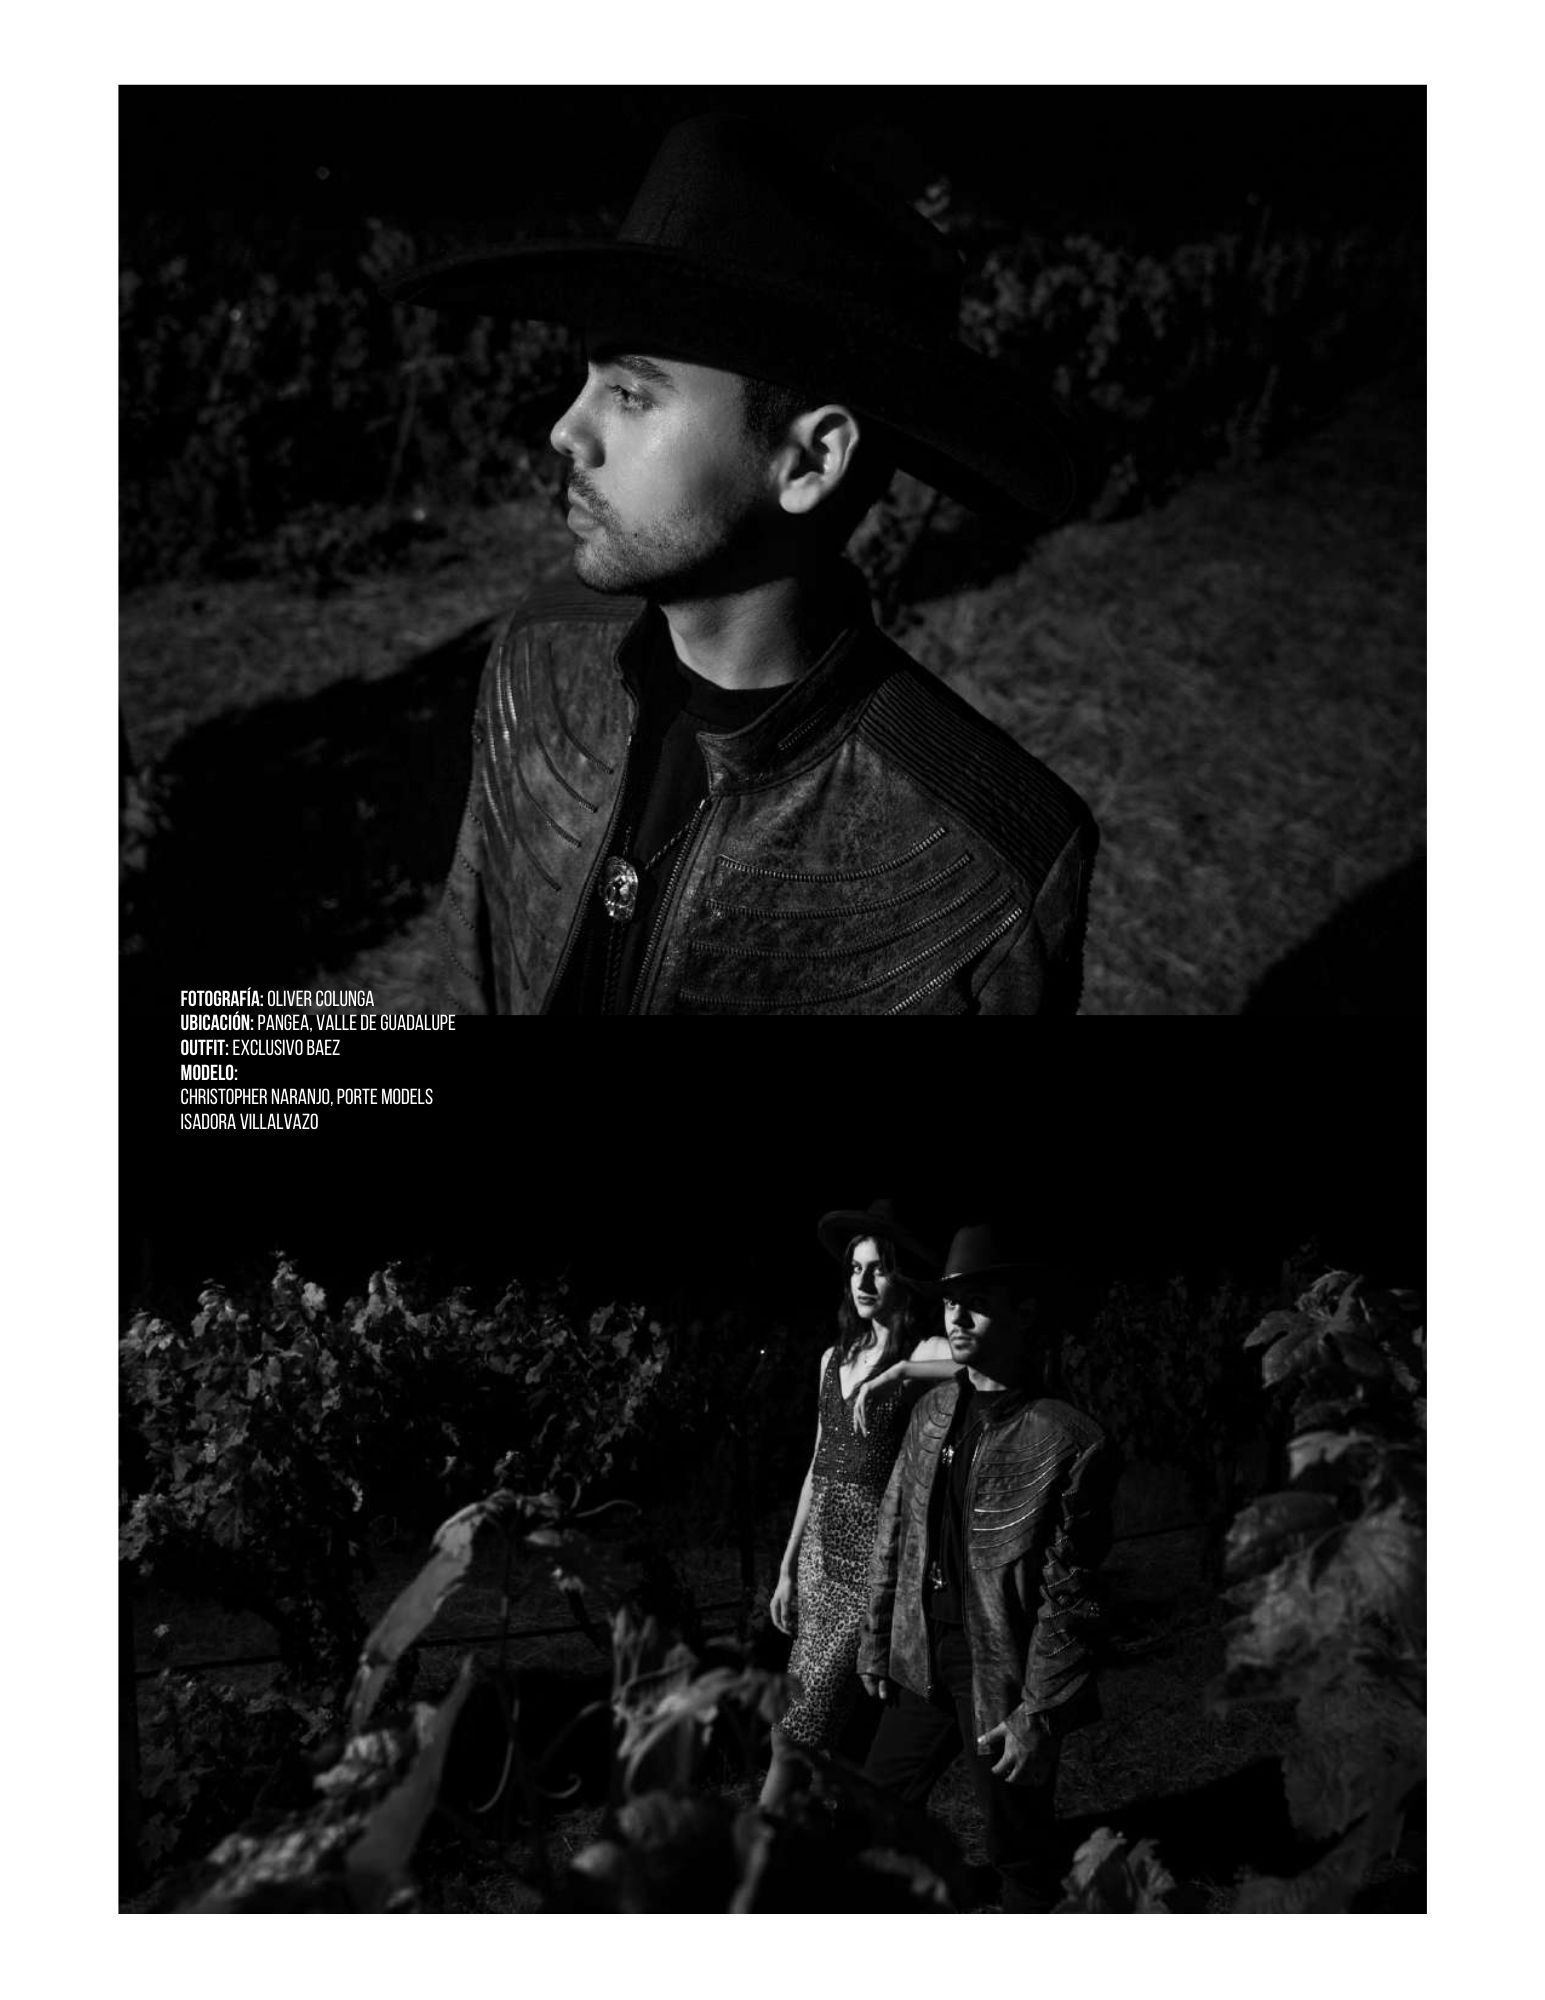 FOTOGRAFÍA: OLIVER COLUNGA
UBICACIÓN: PANGEA, VALLE DE GUADALUPE
OUTFIT: EXCLUSIVO BAEZ
MODELO:
CHRISTOPHER NARANJO, PORTE MODELS
ISADORA VILLALVAZO